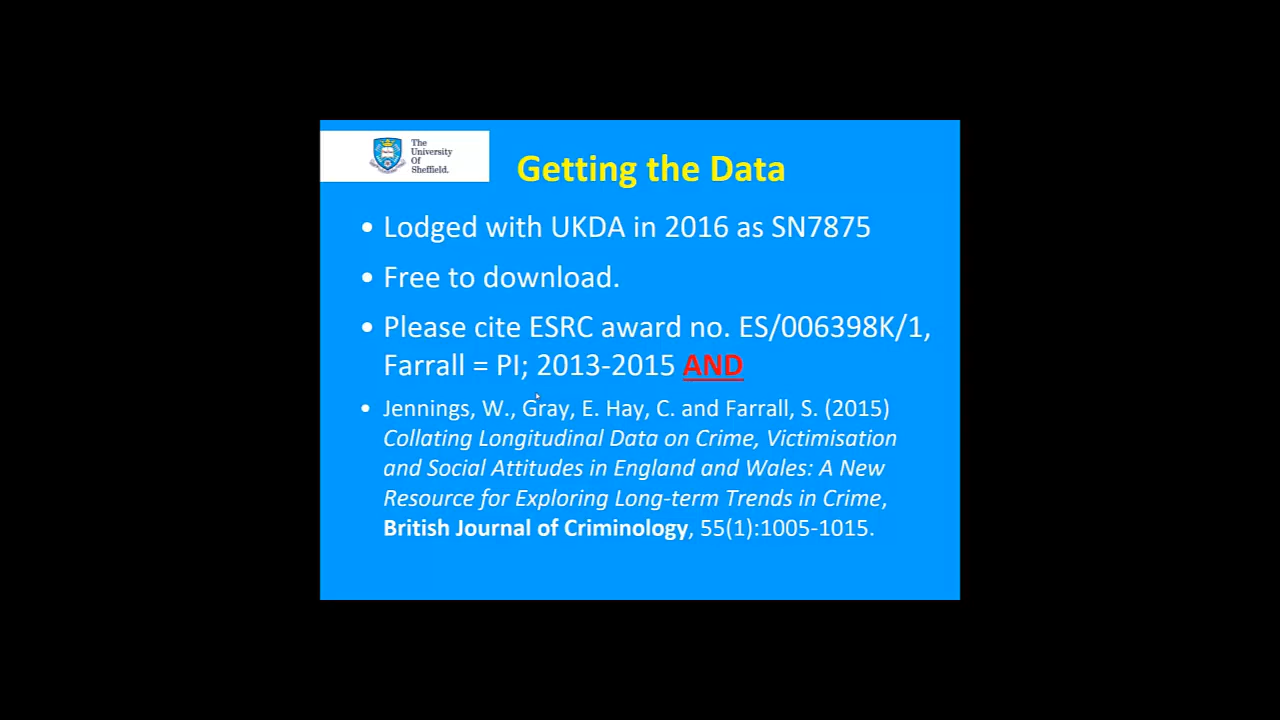 The
University
Of
Sheffield.
Getting the Data
• Lodged with UKDA in 2016 as SN7875
• Free to download.
• Please cite ESRC award no. ES/006398K/1,
Farrall = PI; 2013-2015 AND
• Jennings, W., Gray, E. Hay, C. and Farrall, S. (2015)
Collating Longitudinal Data on Crime, Victimisation
and Social Attitudes in England and Wales: A New
Resource for Exploring Long-term Trends in Crime,
British Journal of Criminology, 55(1):1005-1015.